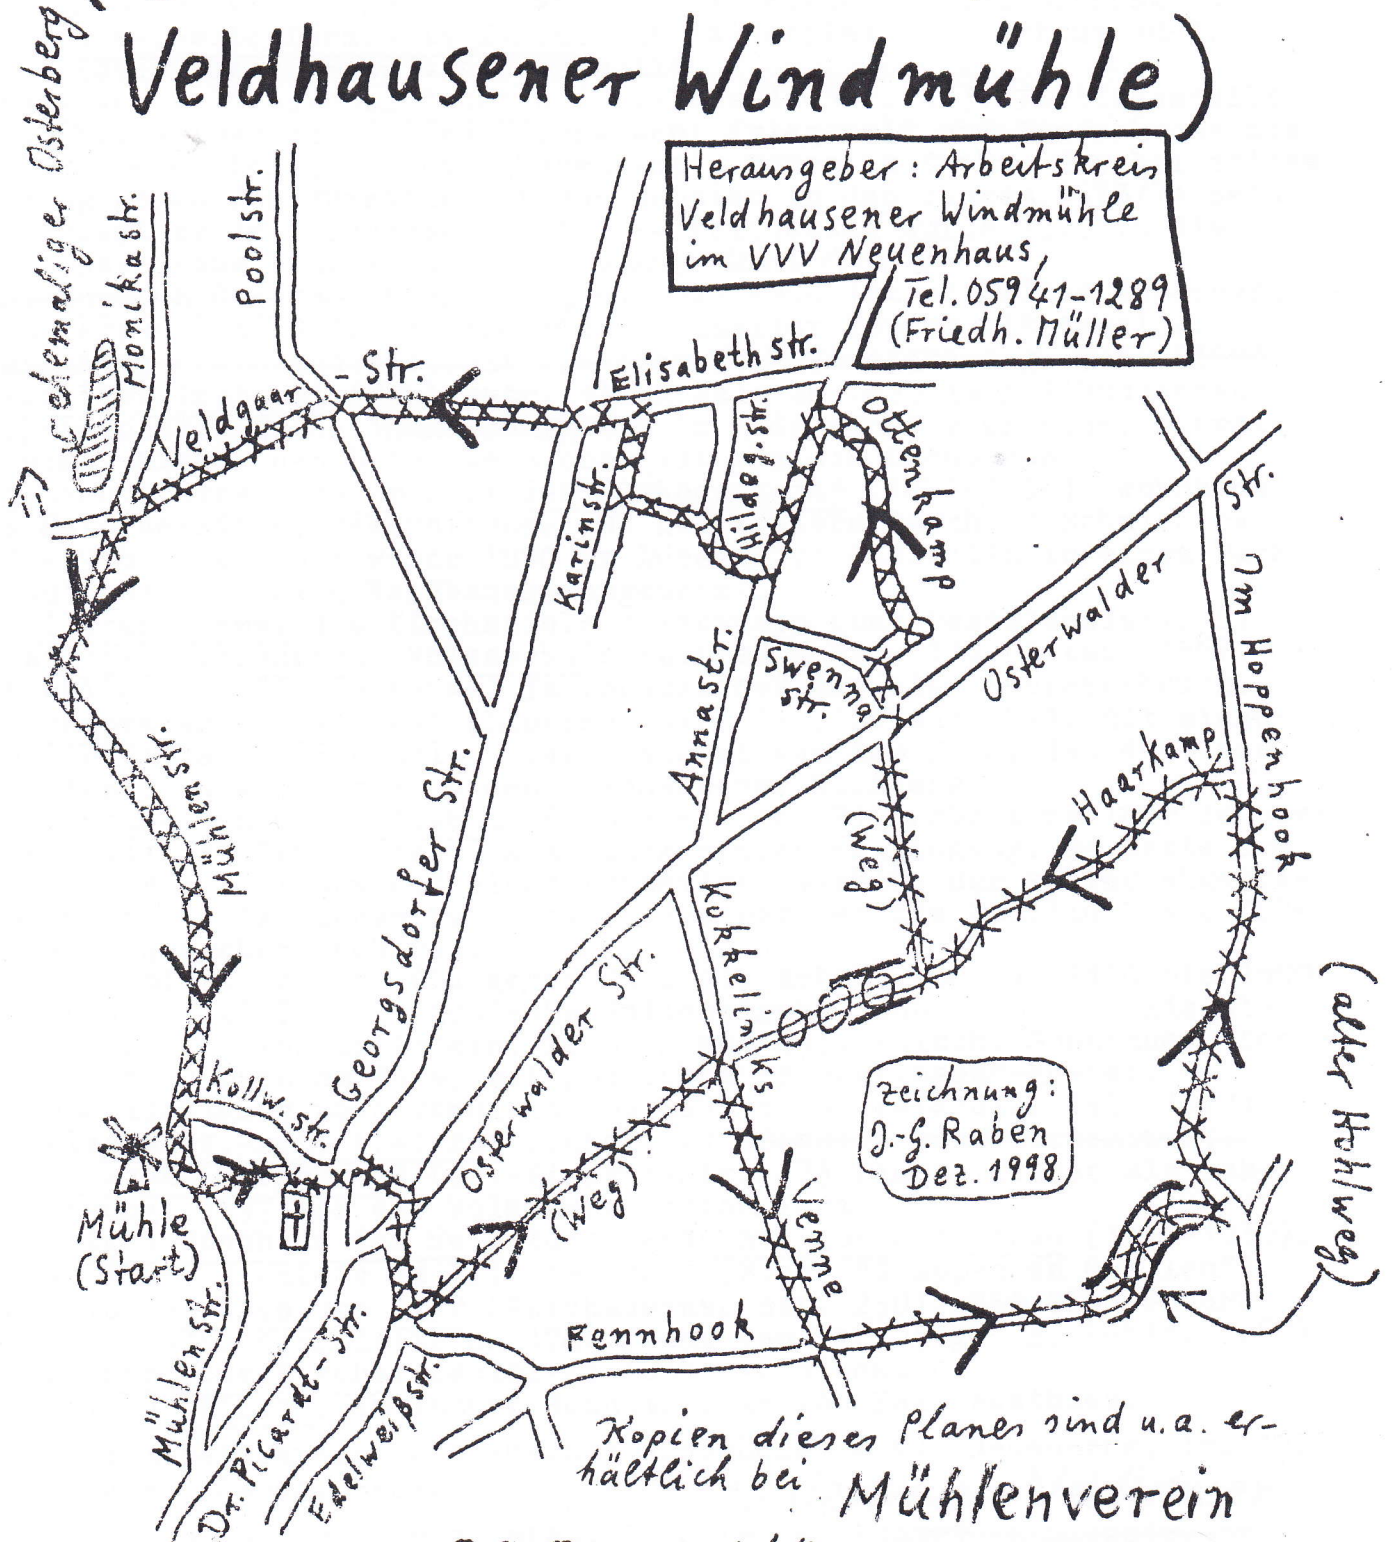 Veldhausener Windmühle)
Ehemaliger Osterberg
Herausgeber: Arbeitskreis
Veldhausener Windmühle
im VVV Neuenhaus,
Tel. 05941-1289
(Friedh. Müller)
Monikastr.
Poolstr.
Veldgaar-Str.
Elisabethstr.
Hildeg.str.
Karinstr.
Ottenkamp
Osterwalder Str.
Im Hoppenhook
Swenna
str.
Annastr.
Haarkamp
(Weg)
Mühlenstr.
Georgsdorfer Str.
Kokkelinks
Venne
Osterwalder Str.
(Weg)
Kollw.str.
Zeichnung:
J.-G. Raben
Dez. 1998
(alter Hohlweg)
Mühle
(Start)
Mühlenstr.
Dr. Picardt-Str.
Edelweißstr.
Fennhook
Kopien dieses Planes sind u.a. er-
hältlich bei Mühlenverein